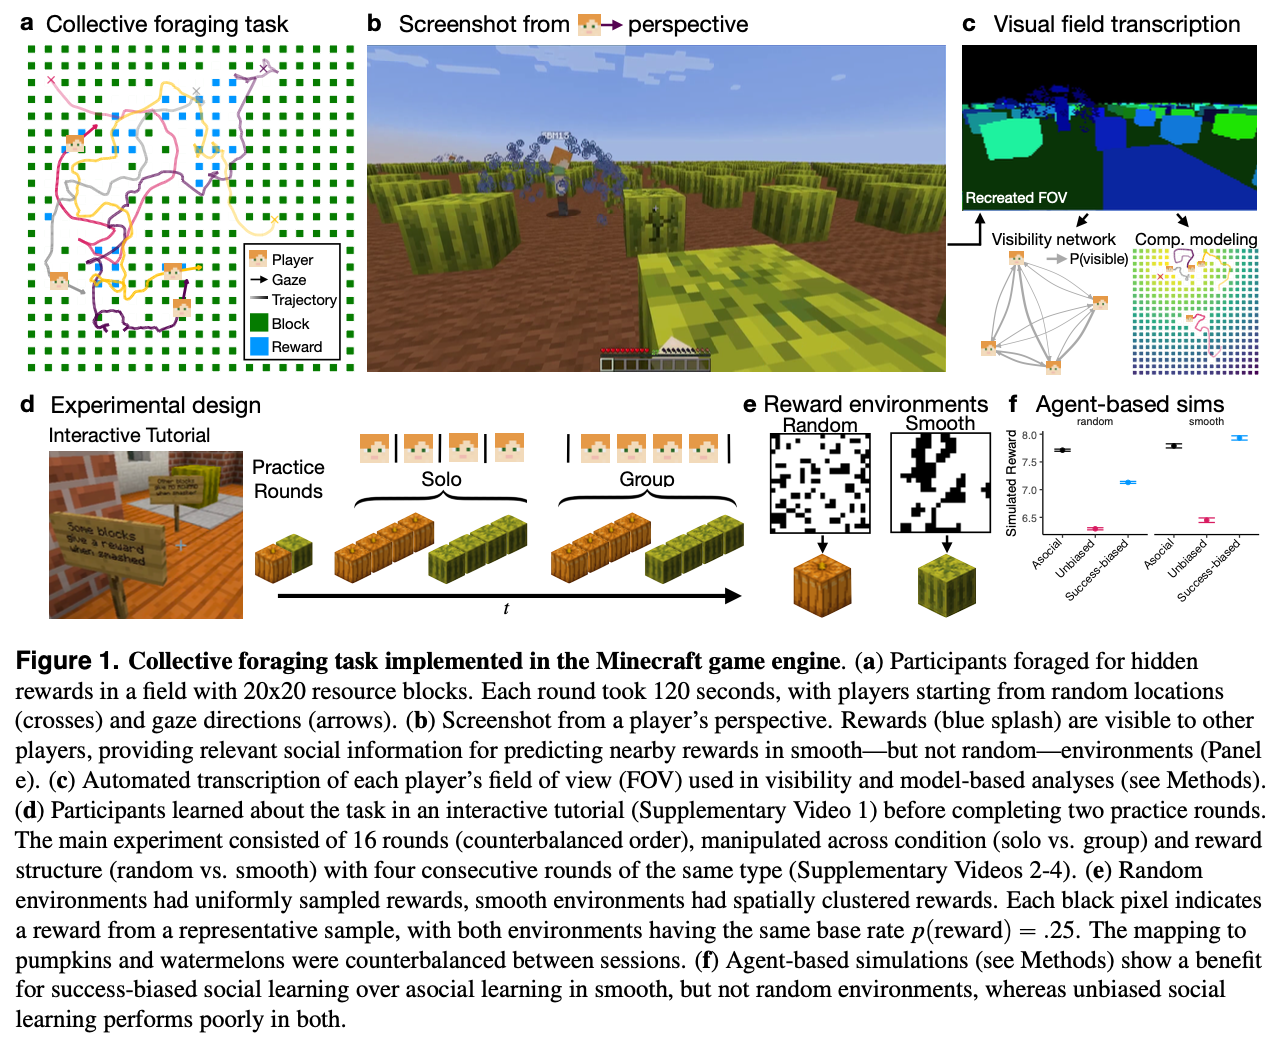 a Collective foraging task
Player
Gaze
Trajectory
Block
Reward
b Screenshot from → perspective
c Visual field transcription
Recreated FOV
Visibility network
P(visible)
Comp. modeling
d Experimental design
Interactive Tutorial
Some blocks
give a reward
when smashed
Other blocks
give no reward
when smashed
Practice
Rounds
Solo
Group
t
e Reward environments
Random
Smooth
f Agent-based sims
random
smooth
Simulated Reward
8.0
7.5
7.0
6.5
Asocial
Unbiased
Success-biased
Asocial
Unbiased
Success-biased
Figure 1. Collective foraging task implemented in the Minecraft game engine. (a) Participants foraged for hidden
rewards in a field with 20x20 resource blocks. Each round took 120 seconds, with players starting from random locations
(crosses) and gaze directions (arrows). (b) Screenshot from a player’s perspective. Rewards (blue splash) are visible to other
players, providing relevant social information for predicting nearby rewards in smooth—but not random—environments (Panel
e). (c) Automated transcription of each player’s field of view (FOV) used in visibility and model-based analyses (see Methods).
(d) Participants learned about the task in an interactive tutorial (Supplementary Video 1) before completing two practice rounds.
The main experiment consisted of 16 rounds (counterbalanced order), manipulated across condition (solo vs. group) and reward
structure (random vs. smooth) with four consecutive rounds of the same type (Supplementary Videos 2-4). (e) Random
environments had uniformly sampled rewards, smooth environments had spatially clustered rewards. Each black pixel indicates
a reward from a representative sample, with both environments having the same base rate p(reward) = .25. The mapping to
pumpkins and watermelons were counterbalanced between sessions. (f) Agent-based simulations (see Methods) show a benefit
for success-biased social learning over asocial learning in smooth, but not random environments, whereas unbiased social
learning performs poorly in both.